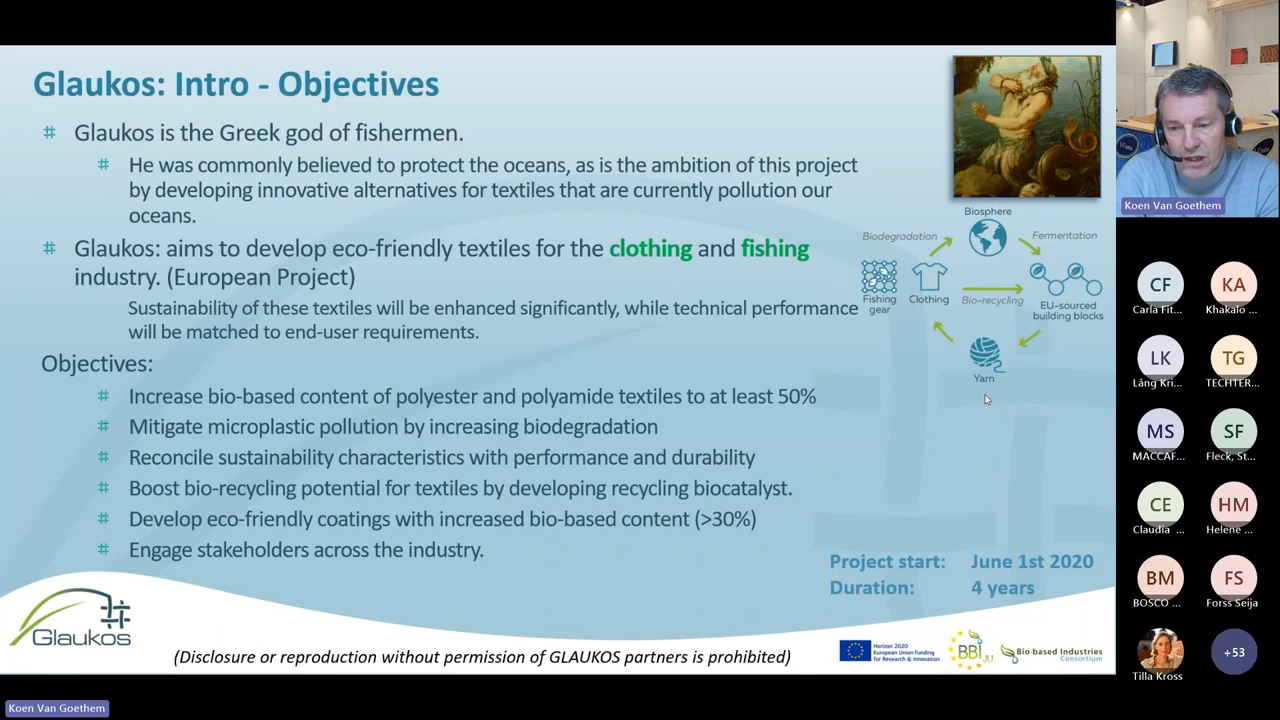 Glaukos: Intro - Objectives
Glaukos is the Greek god of fishermen.
He was commonly believed to protect the oceans, as is the ambition of this project
by developing innovative alternatives for textiles that are currently pollution our
oceans.
Glaukos: aims to develop eco-friendly textiles for the clothing and fishing
industry. (European Project)
Sustainability of these textiles will be enhanced significantly, while technical performance
will be matched to end-user requirements.
Objectives:
Increase bio-based content of polyester and polyamide textiles to at least 50%
Mitigate microplastic pollution by increasing biodegradation
Reconcile sustainability characteristics with performance and durability
Boost bio-recycling potential for textiles by developing recycling biocatalyst.
Develop eco-friendly coatings with increased bio-based content (>30%)
Engage stakeholders across the industry.
Biosphere
Biodegradation
Fermentation
Fishing
gear
Clothing
Bio-recycling
EU-sourced
building blocks
Yarn
Project start: June 1st 2020
Duration: 4 years
Glaukos
(Disclosure or reproduction without permission of GLAUKOS partners is prohibited)
Horizon 2020
European Union Funding
for Research & Innovation
BBI JU
Bio-based Industries
Consortium
Koen Van Goethem
Koen Van Goethem
CF
Carla Fit...
KA
Khakalo ...
LK
Lång Kri...
TG
TECHTER...
MS
MACCAF...
SF
Fleck, St...
CE
Claudia ...
HM
Helene ...
BM
BOSCO ...
FS
Forss Seija
Tilla Kross
+53